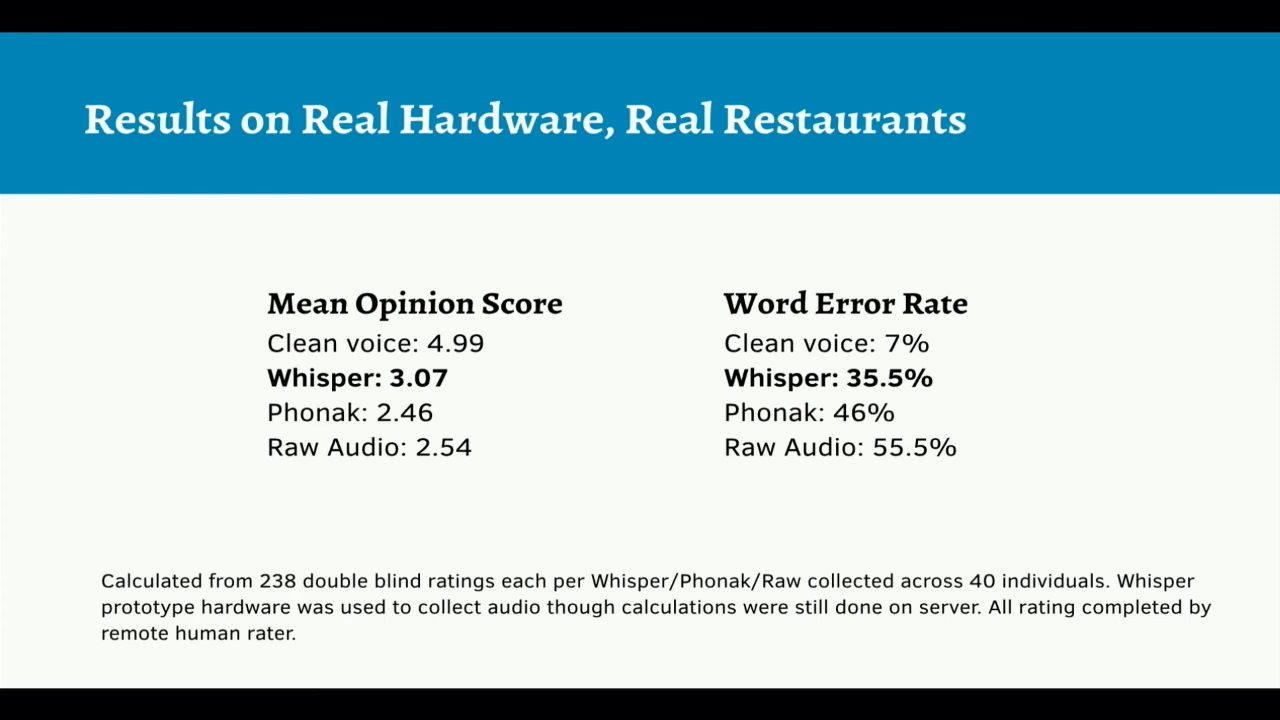 Results on Real Hardware, Real Restaurants
Mean Opinion Score
Clean voice: 4.99
Whisper: 3.07
Phonak: 2.46
Raw Audio: 2.54
Word Error Rate
Clean voice: 7%
Whisper: 35.5%
Phonak: 46%
Raw Audio: 55.5%
Calculated from 238 double blind ratings each per Whisper/Phonak/Raw collected across 40 individuals. Whisper
prototype hardware was used to collect audio though calculations were still done on server. All rating completed by
remote human rater.